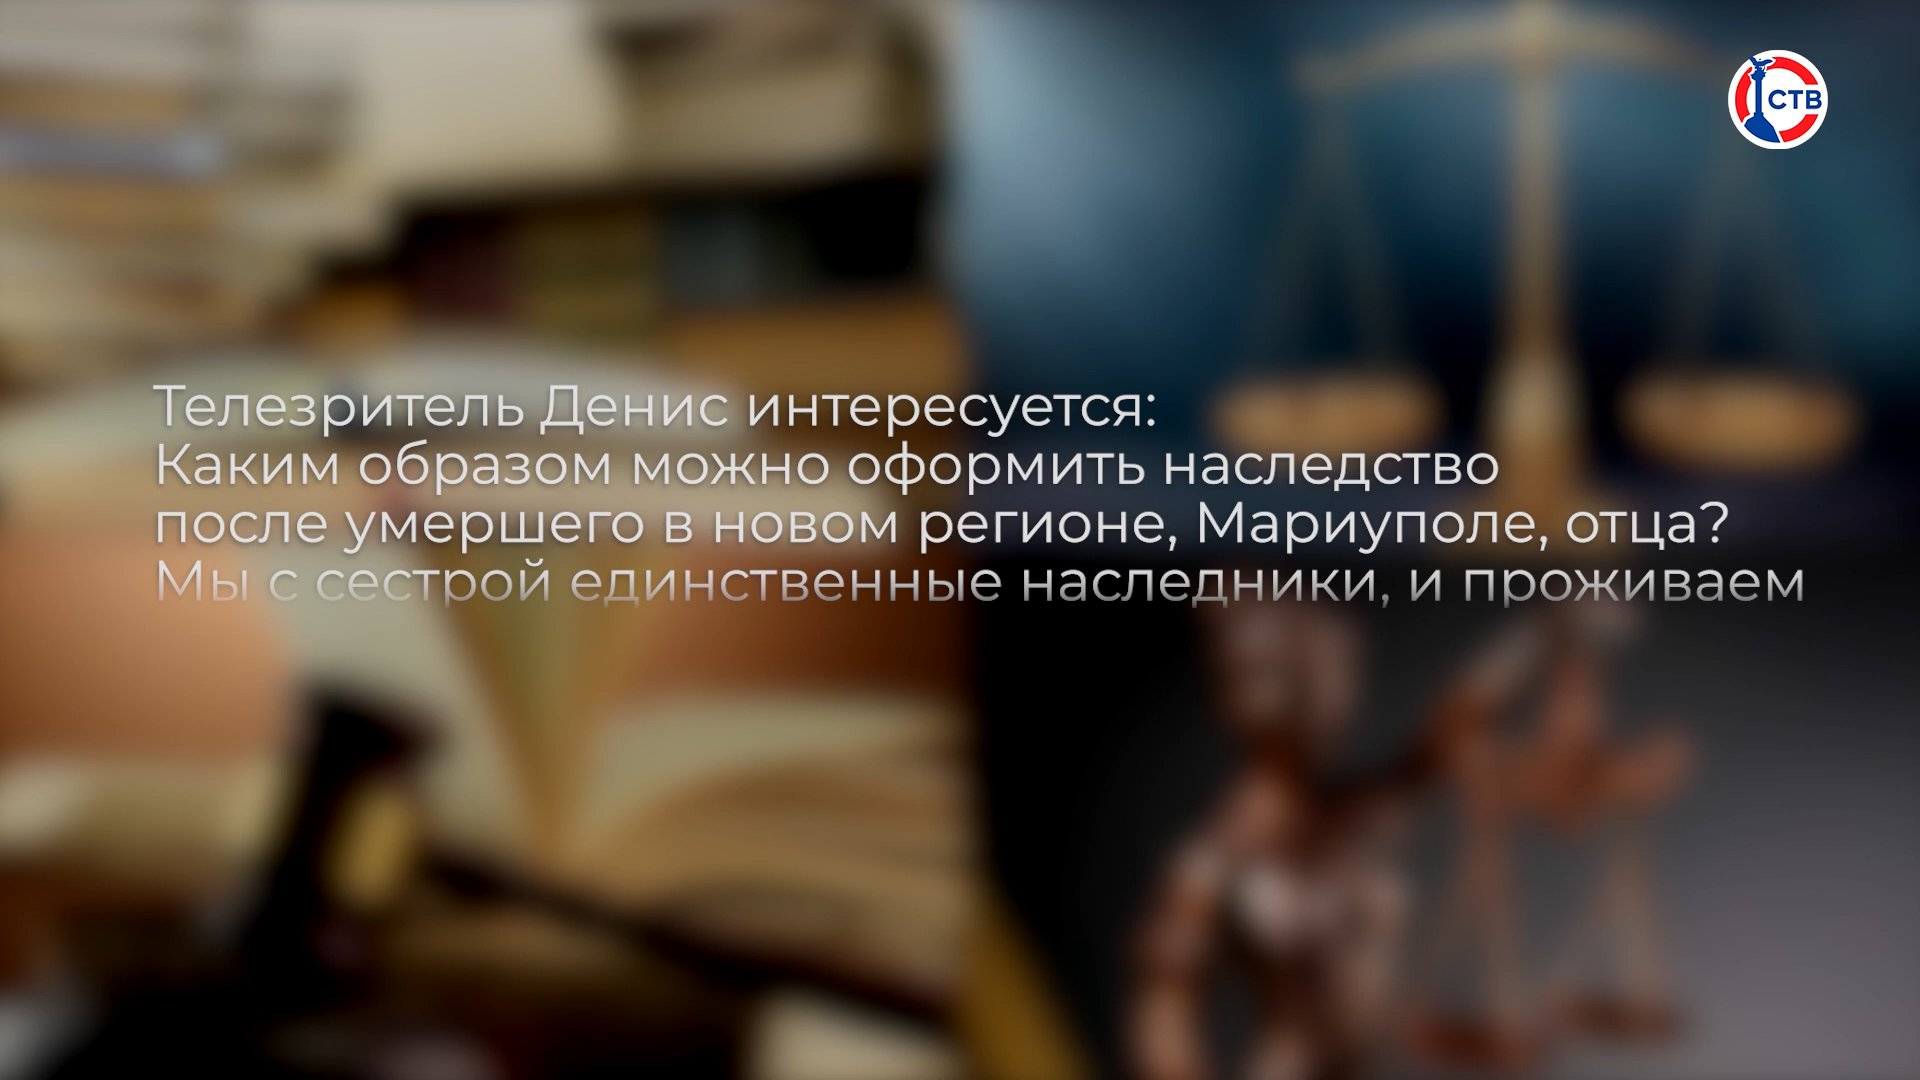 СТВ
Телезритель Денис интересуется:
Каким образом можно оформить наследство
после умершего в новом регионе, Мариуполе, отца?
Мы с сестрой единственные наследники, и проживаем